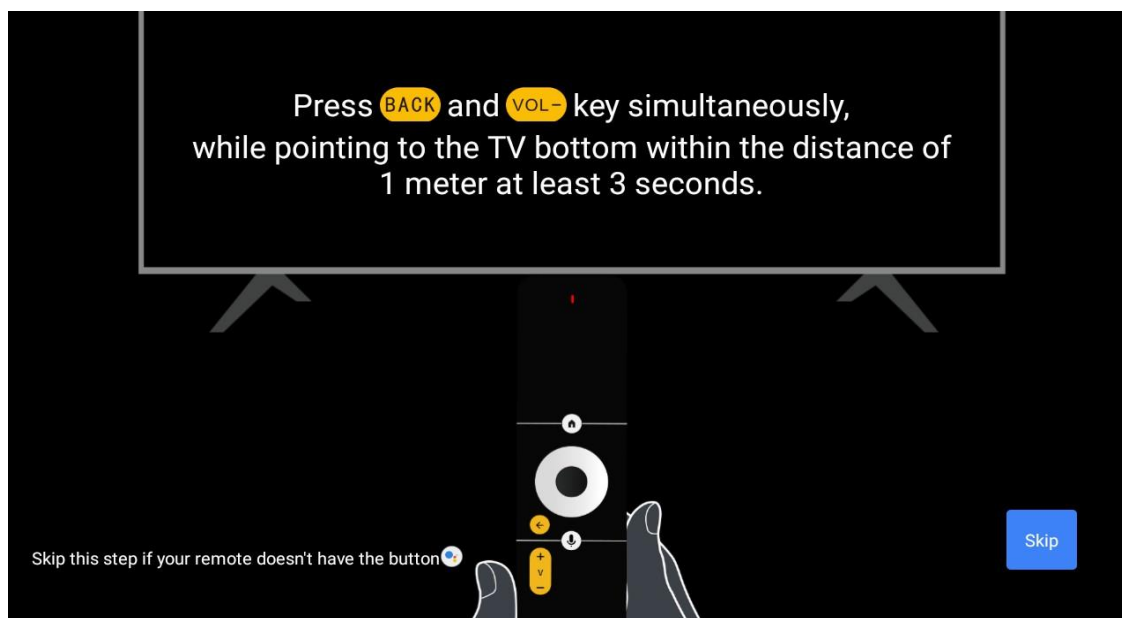 Press BACK and VOL- key simultaneously,
while pointing to the TV bottom within the distance of
1 meter at least 3 seconds.
+
V
-
Skip this step if your remote doesn't have the button
Skip